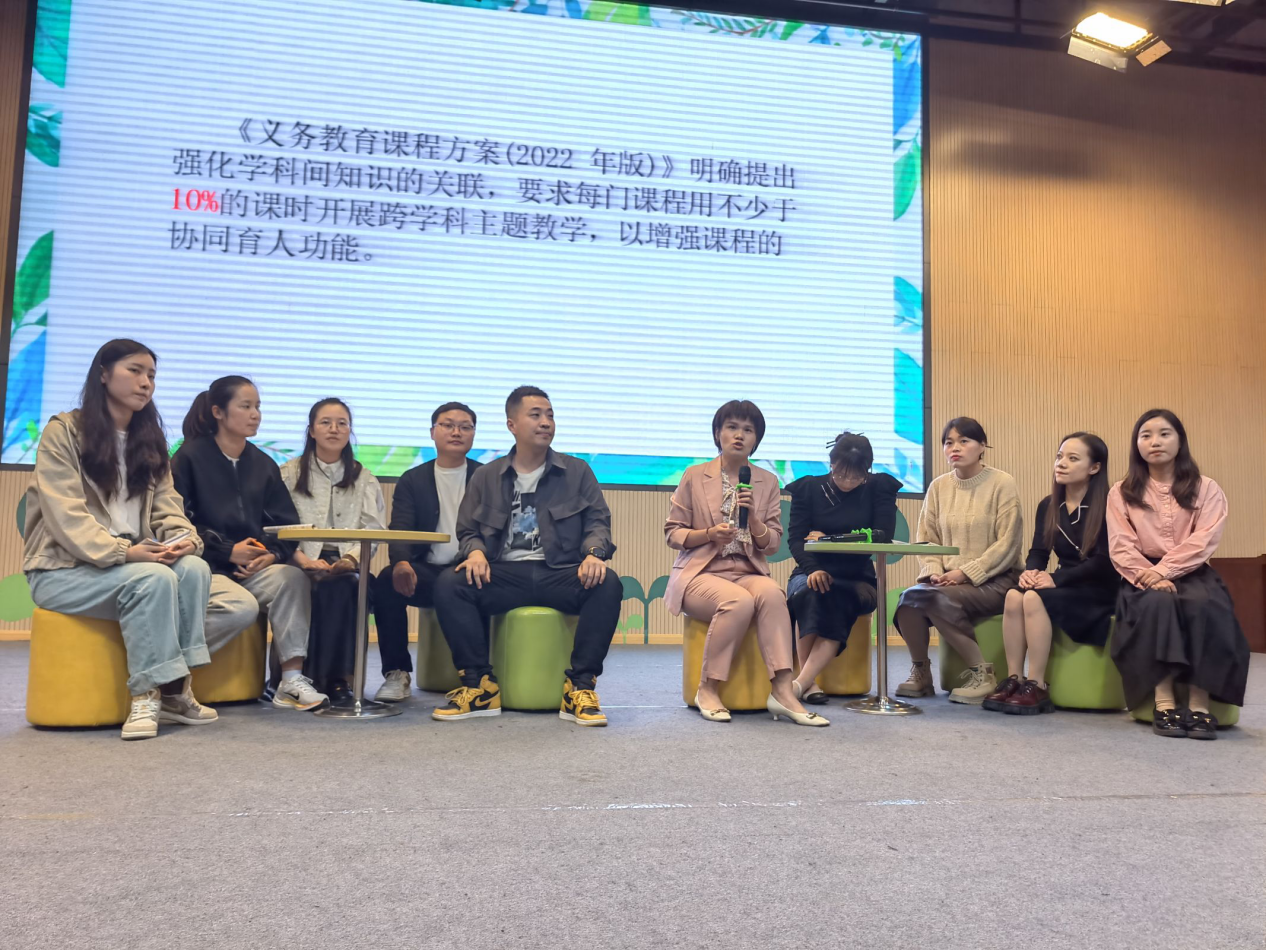 《义务教育课程方案(2022 年版)》明确提出
强化学科间知识的关联，要求每门课程用不少于
10%的课时开展跨学科主题教学，以增强课程的
协同育人功能。